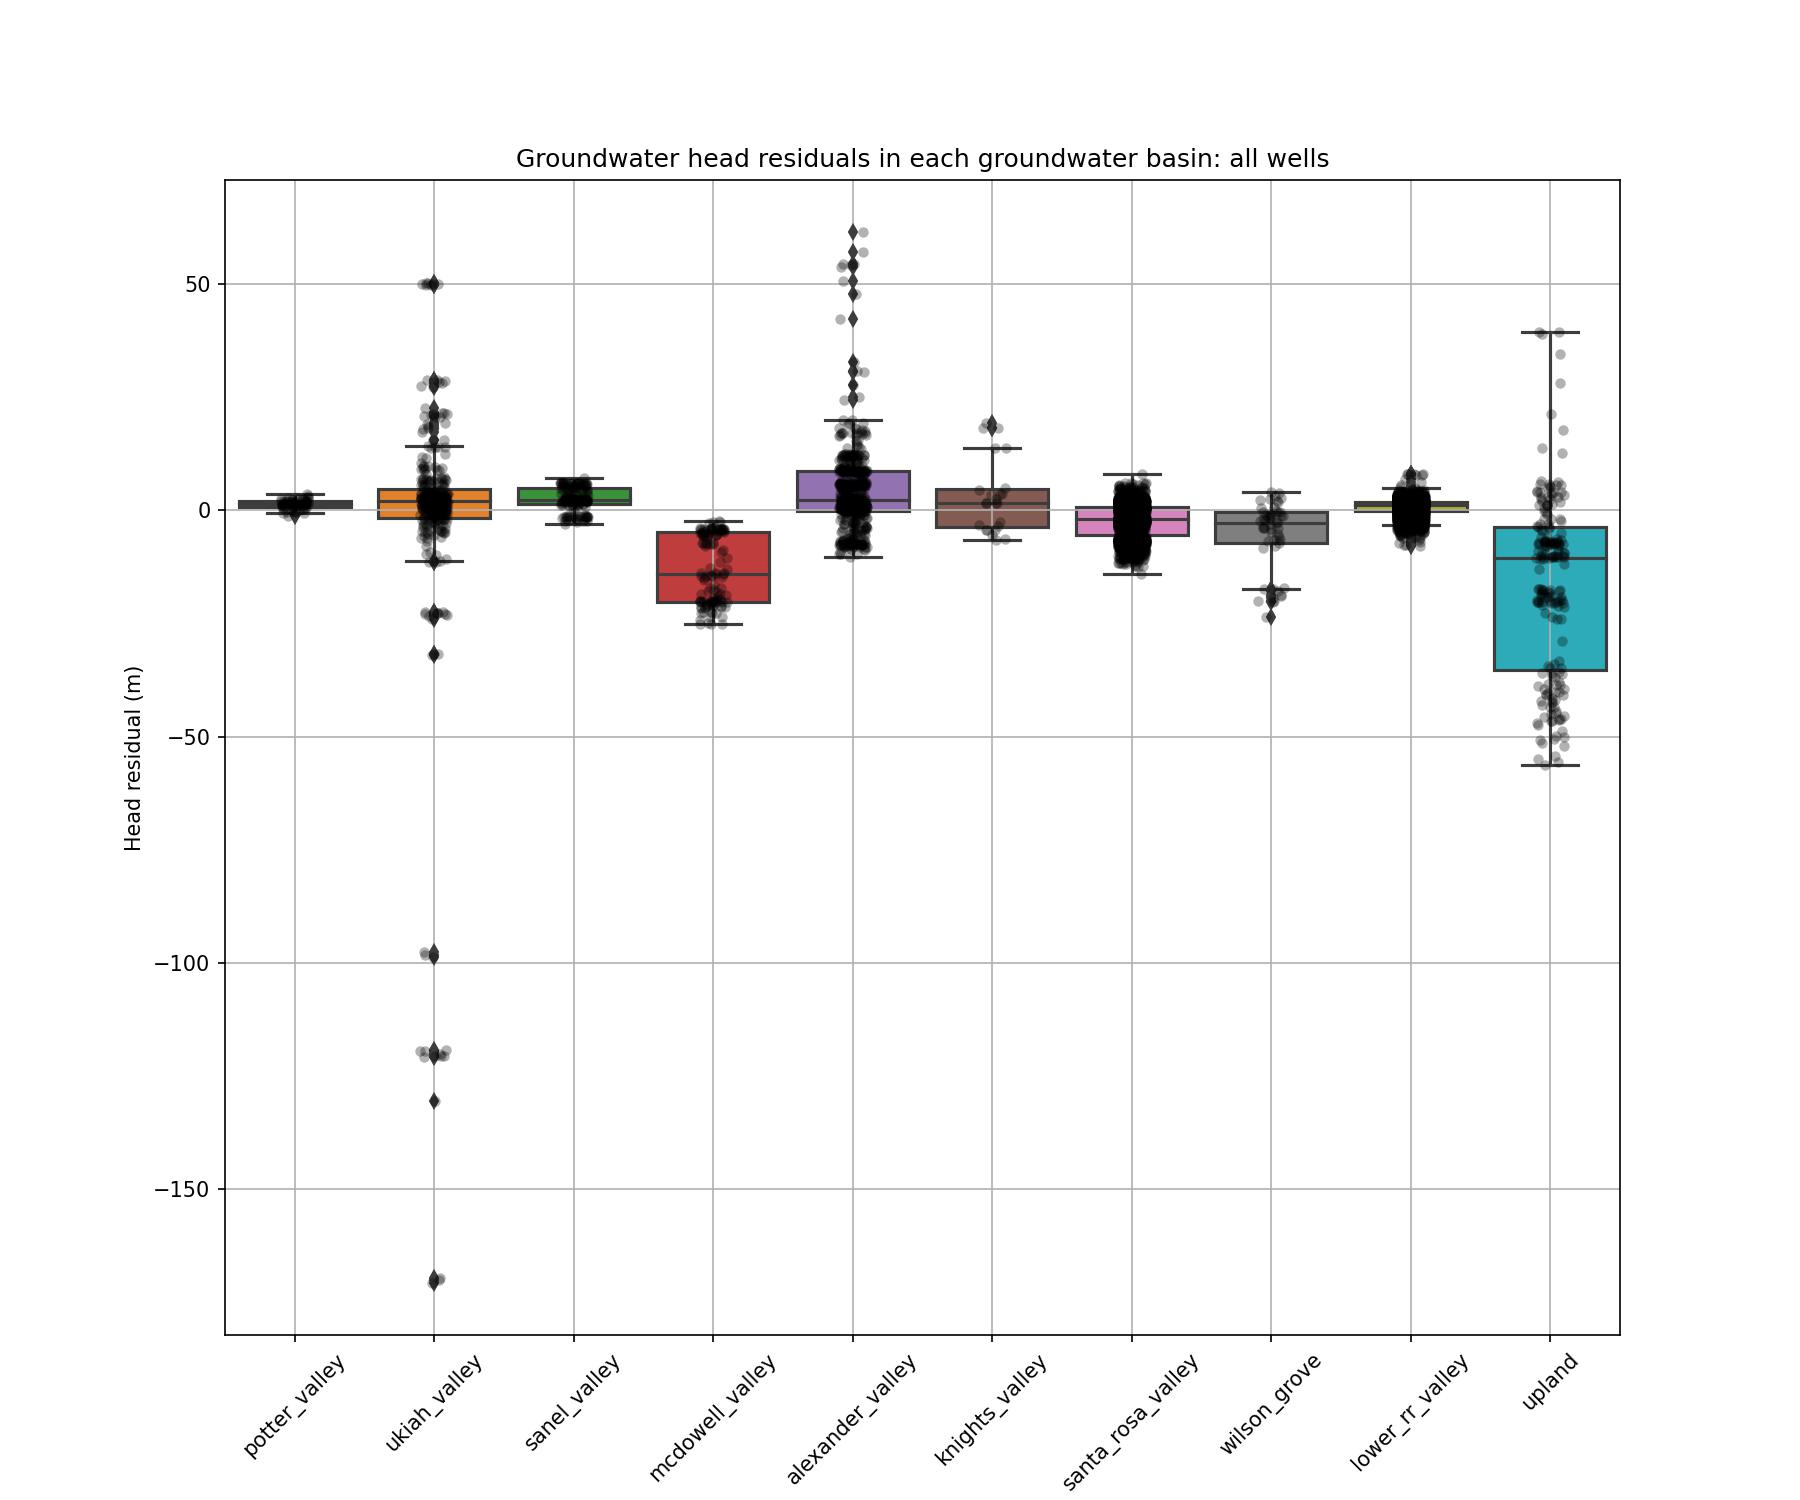 Groundwater head residuals in each groundwater basin: all wells
Head residual (m)
50
0
−50
−100
−150
potter_valley
ukiah_valley
sanel_valley
mcdowell_valley
alexander_valley
knights_valley
santa_rosa_valley
wilson_grove
lower_rr_valley
upland